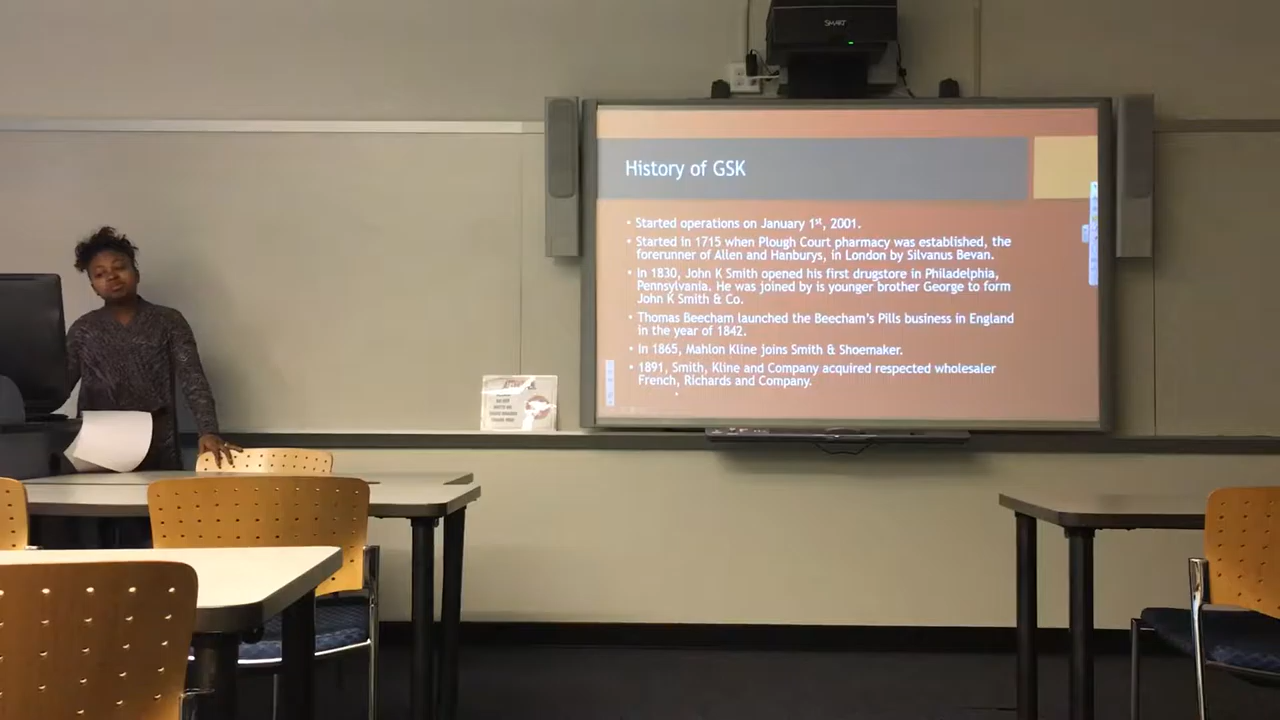 SMART
History of GSK
• Started operations on January 1st, 2001.
• Started in 1715 when Plough Court pharmacy was established, the
forerunner of Allen and Hanburys, in London by Silvanus Bevan.
• In 1830, John K Smith opened his first drugstore in Philadelphia,
Pennsylvania. He was joined by is younger brother George to form
John K Smith & Co.
• Thomas Beecham launched the Beecham's Pills business in England
in the year of 1842.
• In 1865, Mahlon Kline joins Smith & Shoemaker.
• 1891, Smith, Kline and Company acquired respected wholesaler
French, Richards and Company.